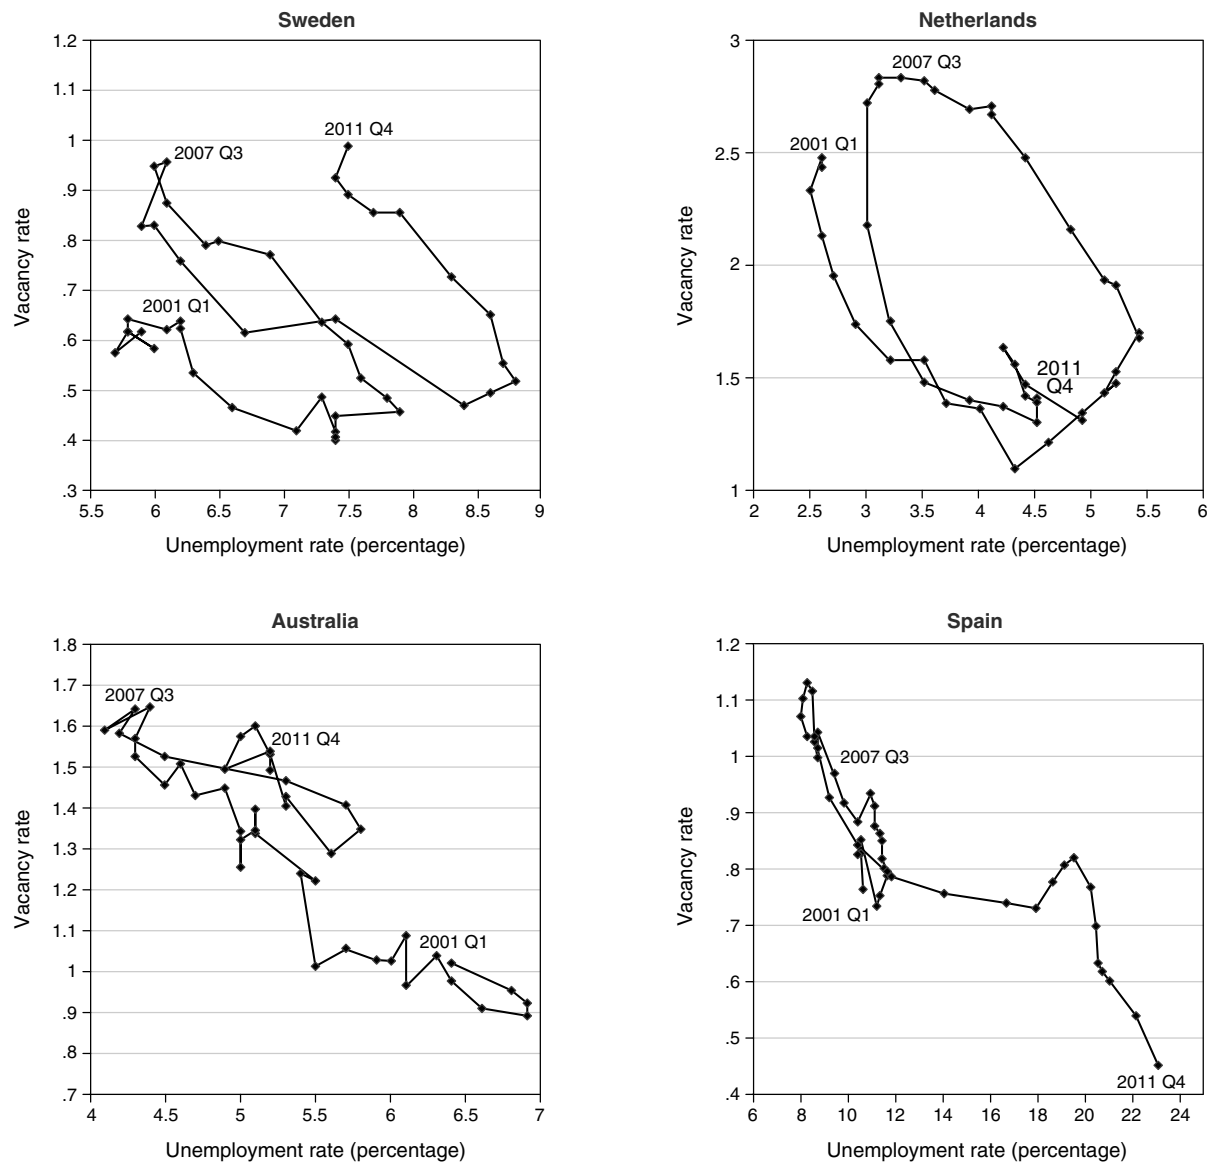 Sweden
1.2
1.1
1
.9
.8
.7
.6
.5
.4
.3
Vacancy rate
2007 Q3
2011 Q4
2001 Q1
5.5 6 6.5 7 7.5 8 8.5 9
Unemployment rate (percentage)
Netherlands
3
2.5
2
1.5
1
Vacancy rate
2007 Q3
2001 Q1
2011
Q4
2 2.5 3 3.5 4 4.5 5 5.5 6
Unemployment rate (percentage)
Australia
1.8
1.7
1.6
1.5
1.4
1.3
1.2
1.1
1
.9
.8
.7
Vacancy rate
2007 Q3
2011 Q4
2001 Q1
4 4.5 5 5.5 6 6.5 7
Unemployment rate (percentage)
Spain
1.2
1.1
1
.9
.8
.7
.6
.5
.4
Vacancy rate
2007 Q3
2001 Q1
2011 Q4
6 8 10 12 14 16 18 20 22 24
Unemployment rate (percentage)